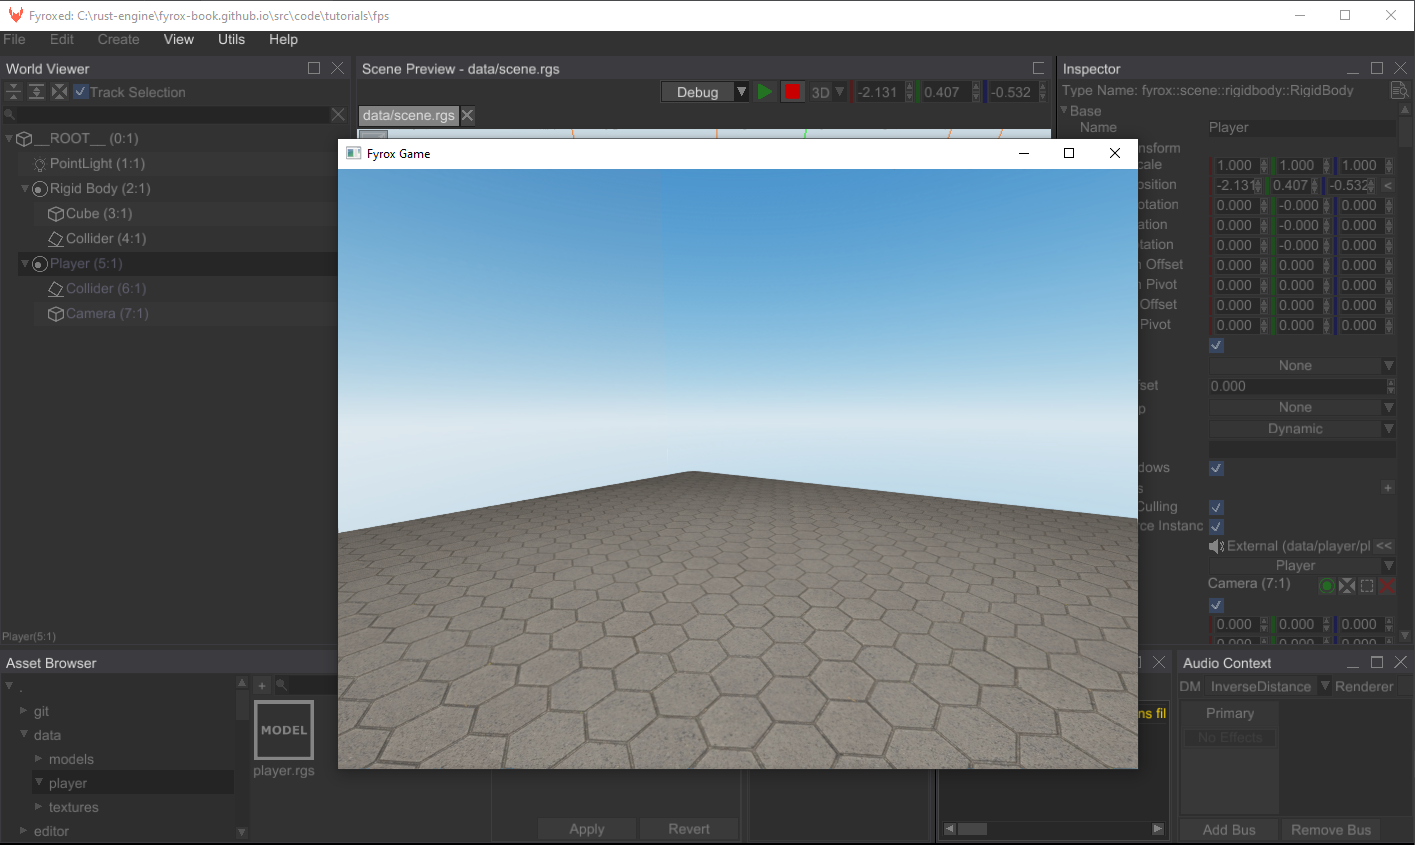 Fyroxed: C:\rust-engine\fyrox-book.github.io\src\code\tutorials\fps
File Edit Create View Utils Help
World Viewer
Track Selection
__ROOT__ (0:1)
PointLight (1:1)
Rigid Body (2:1)
Cube (3:1)
Collider (4:1)
Player (5:1)
Collider (6:1)
Camera (7:1)
Player(5:1)
Scene Preview - data/scene.rgs
Debug 3D -2.131 0.407 -0.532
data/scene.rgs
Fyrox Game
Inspector
Type Name: fyrox::scene::rigidbody::RigidBody
Base
Name Player
nsform
cale 1.000 1.000 1.000
osition -2.131 0.407 -0.532 <
otation 0.000 -0.000 0.000
ation 0.000 -0.000 0.000
tation 0.000 -0.000 0.000
n Offset 0.000 0.000 0.000
n Pivot 0.000 0.000 0.000
Offset 0.000 0.000 0.000
Pivot 0.000 0.000 0.000
None
set 0.000
p None
Dynamic
dows
s +
Culling
rce Instanc
External (data/player/pl <<
Player
Camera (7:1)
0.000 0.000 0.000
0.000 0.000 0.000
Asset Browser
.
git
data
models
player
textures
editor
+
MODEL
player.rgs
Apply Revert
ns fil
Audio Context
DM InverseDistance Renderer
Primary
No Effects
Add Bus Remove Bus